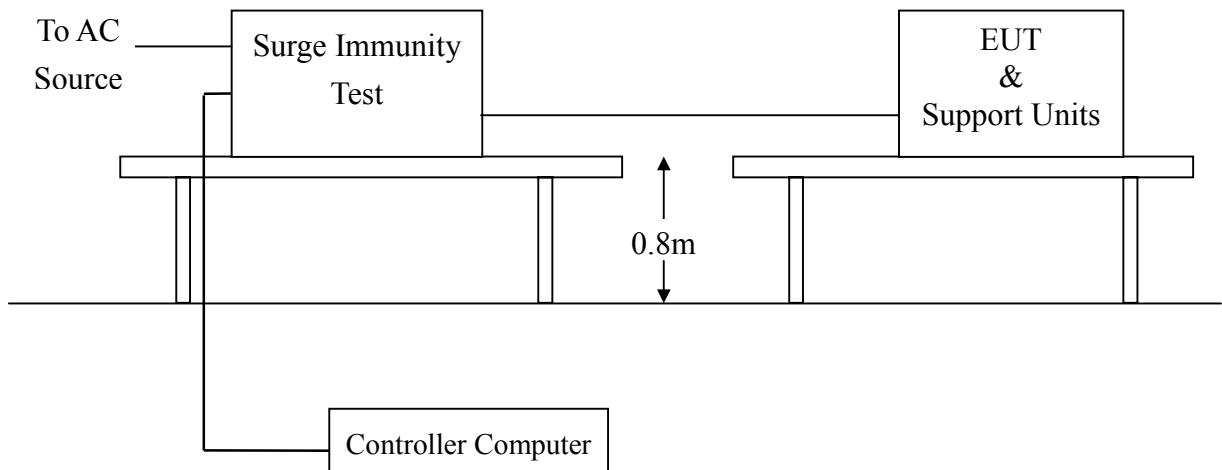 To AC
Source
Surge Immunity
Test
EUT
&
Support Units
0.8m
Controller Computer